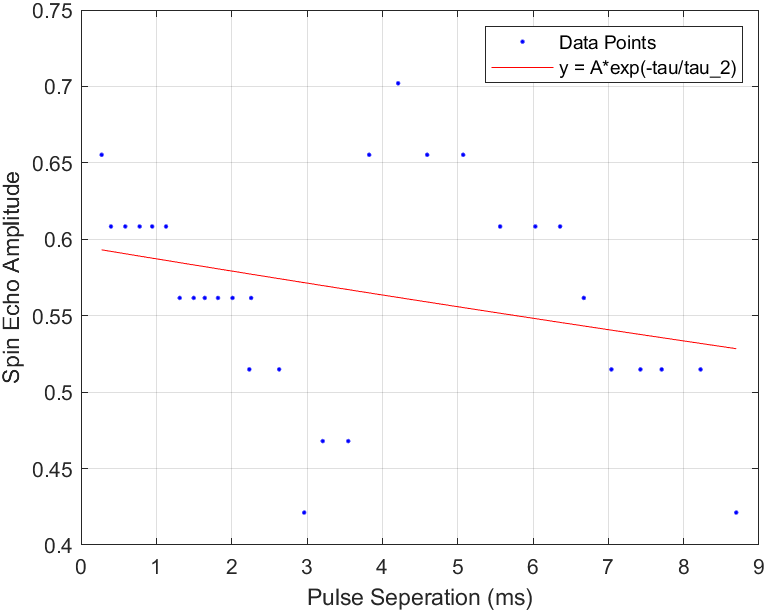 0.75
0.7
0.65
0.6
0.55
0.5
0.45
0.4
Spin Echo Amplitude
Data Points
y = A*exp(-tau/tau_2)
0 1 2 3 4 5 6 7 8 9
Pulse Seperation (ms)